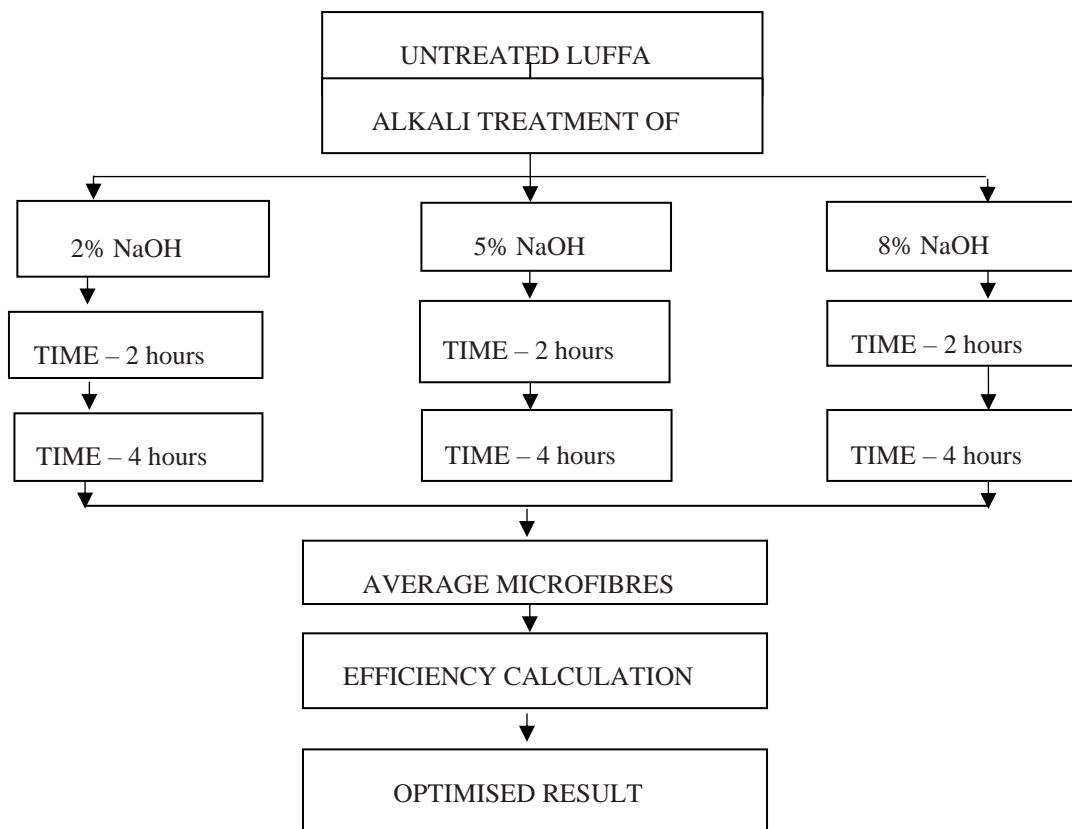 UNTREATED LUFFA
ALKALI TREATMENT OF
2% NaOH
5% NaOH
8% NaOH
TIME – 2 hours
TIME – 2 hours
TIME – 2 hours
TIME – 4 hours
TIME – 4 hours
TIME – 4 hours
AVERAGE MICROFIBRES
EFFICIENCY CALCULATION
OPTIMISED RESULT